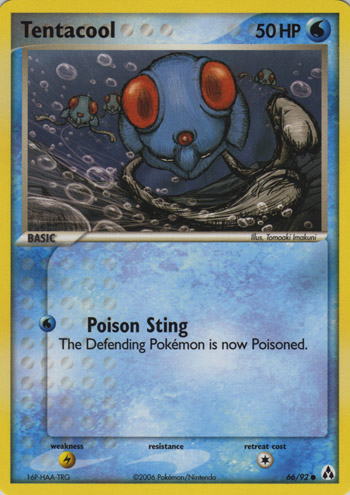 Tentacool 50 HP
BASIC Illus. Tomoaki Imakuni
Poison Sting
The Defending Pokémon is now Poisoned.
weakness resistance retreat cost
16P-HAA-TRG ©2006 Pokémon/Nintendo 66/92